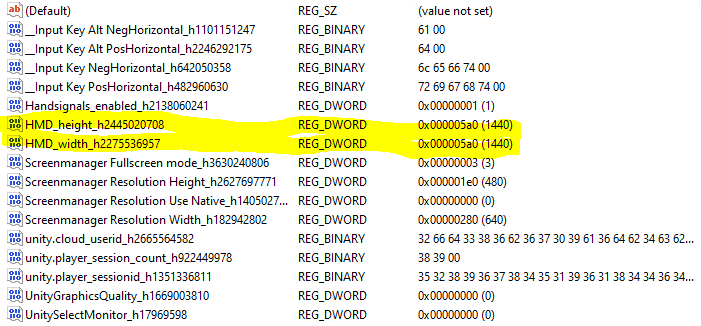 (Default) REG_SZ (value not set)
__Input Key Alt NegHorizontal_h1101151247 REG_BINARY 61 00
__Input Key Alt PosHorizontal_h2246292175 REG_BINARY 64 00
__Input Key NegHorizontal_h642050358 REG_BINARY 6c 65 66 74 00
__Input Key PosHorizontal_h482960630 REG_BINARY 72 69 67 68 74 00
Handsignals_enabled_h2138060241 REG_DWORD 0x00000001 (1)
HMD_height_h2445020708 REG_DWORD 0x000005a0 (1440)
HMD_width_h2275536957 REG_DWORD 0x000005a0 (1440)
Screenmanager Fullscreen mode_h3630240806 REG_DWORD 0x00000003 (3)
Screenmanager Resolution Height_h2627697771 REG_DWORD 0x000001e0 (480)
Screenmanager Resolution Use Native_h1405027... REG_DWORD 0x00000000 (0)
Screenmanager Resolution Width_h182942802 REG_DWORD 0x00000280 (640)
unity.cloud_userid_h2665564582 REG_BINARY 32 66 64 33 38 36 62 36 37 30 39 61 36 64 62 34 63 62...
unity.player_session_count_h922449978 REG_BINARY 38 39 00
unity.player_sessionid_h1351336811 REG_BINARY 35 32 38 39 36 37 38 34 35 31 39 36 31 38 34 34 36 34...
UnityGraphicsQuality_h1669003810 REG_DWORD 0x00000000 (0)
UnitySelectMonitor_h17969598 REG_DWORD 0x00000000 (0)